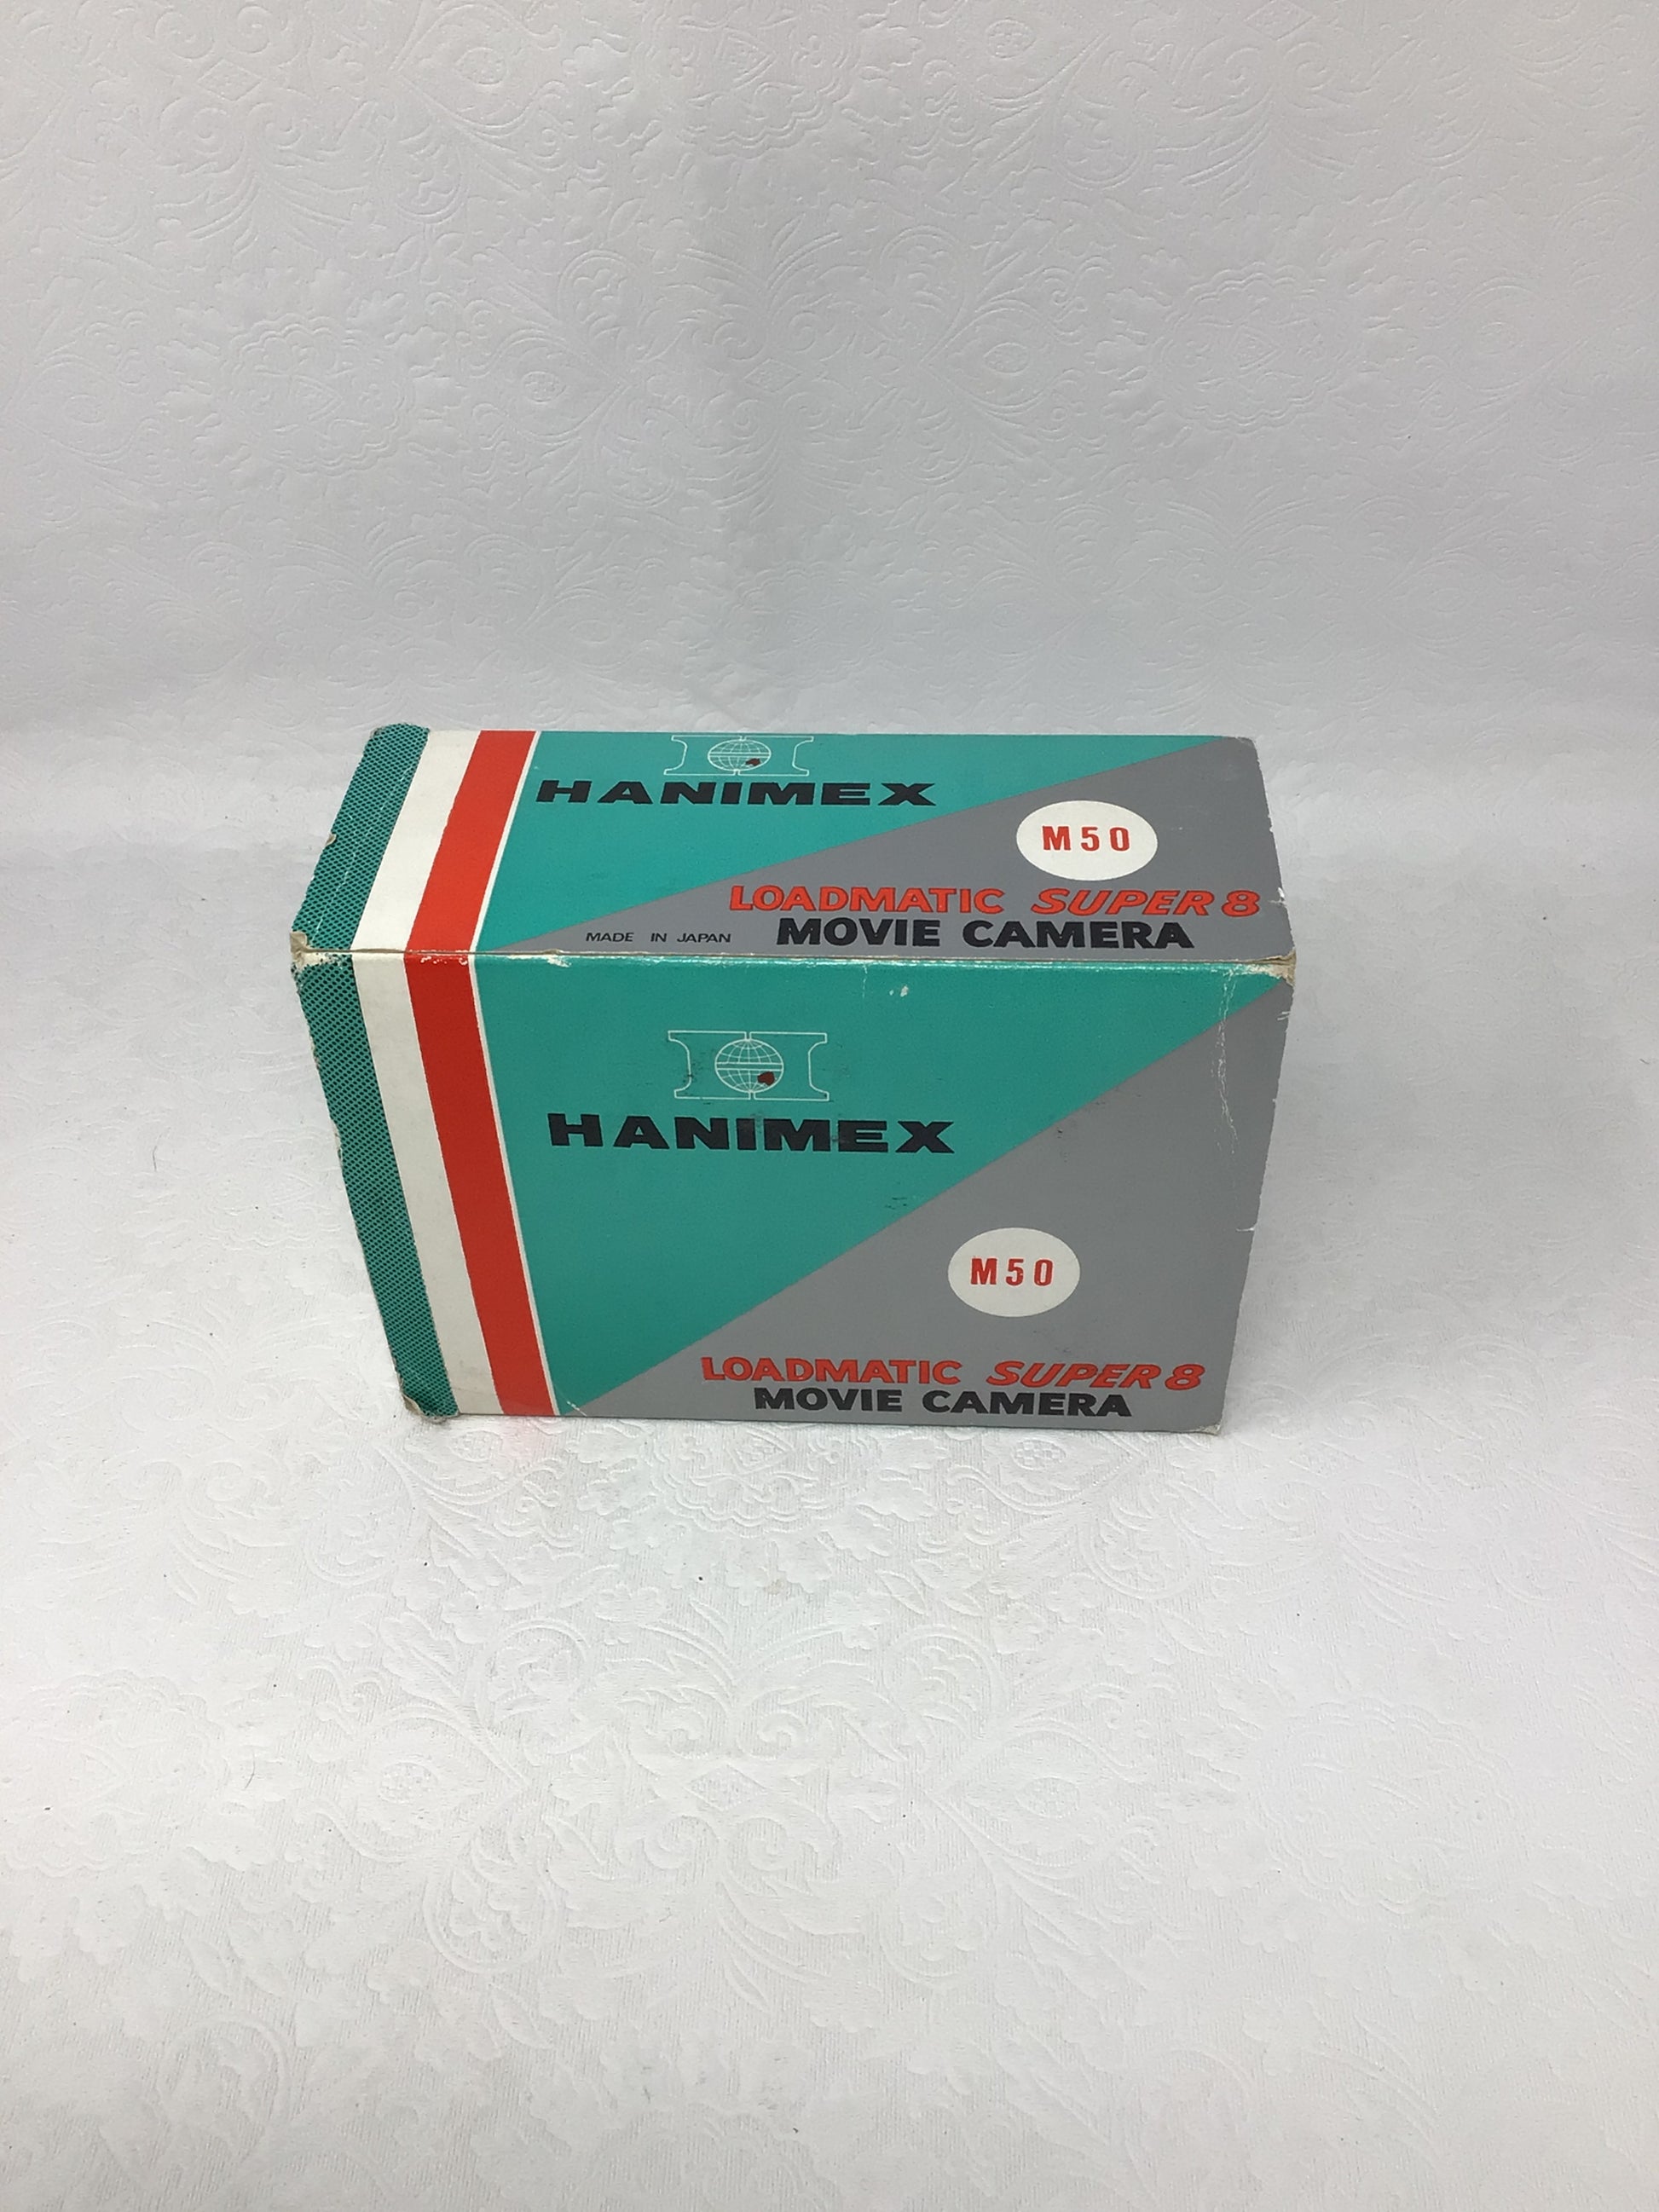 HANIMEX
M50
LOADMATIC SUPER 8
MADE IN JAPAN MOVIE CAMERA
HANIMEX
M50
LOADMATIC SUPER 8
MOVIE CAMERA